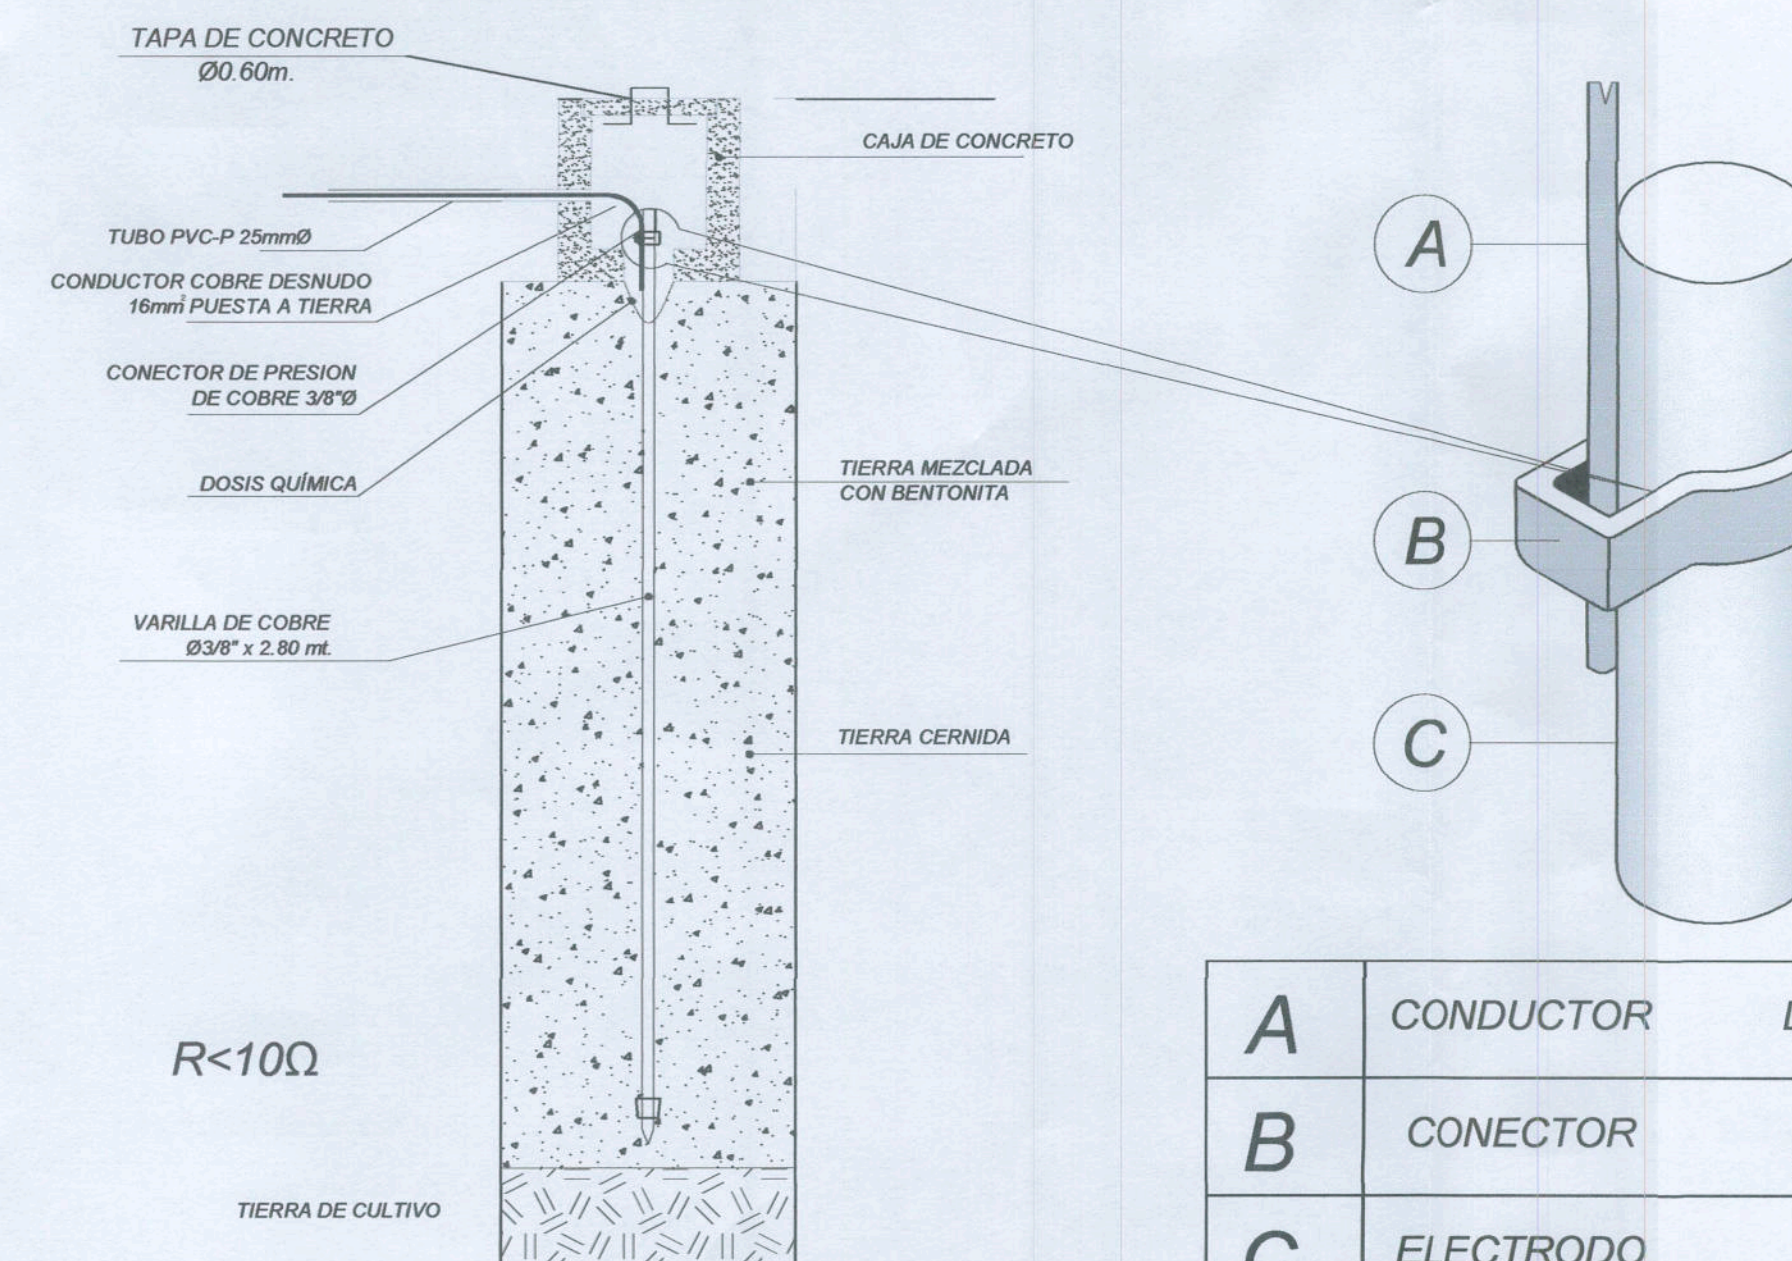 TAPA DE CONCRETO
Ø0.60m.
CAJA DE CONCRETO
TUBO PVC-P 25mmØ
CONDUCTOR COBRE DESNUDO
16mm² PUESTA A TIERRA
CONECTOR DE PRESION
DE COBRE 3/8"Ø
DOSIS QUÍMICA
TIERRA MEZCLADA
CON BENTONITA
VARILLA DE COBRE
Ø3/8" x 2.80 mt.
TIERRA CERNIDA
R<10Ω
TIERRA DE CULTIVO
A
B
C
A CONDUCTOR
B CONECTOR
C ELECTRODO